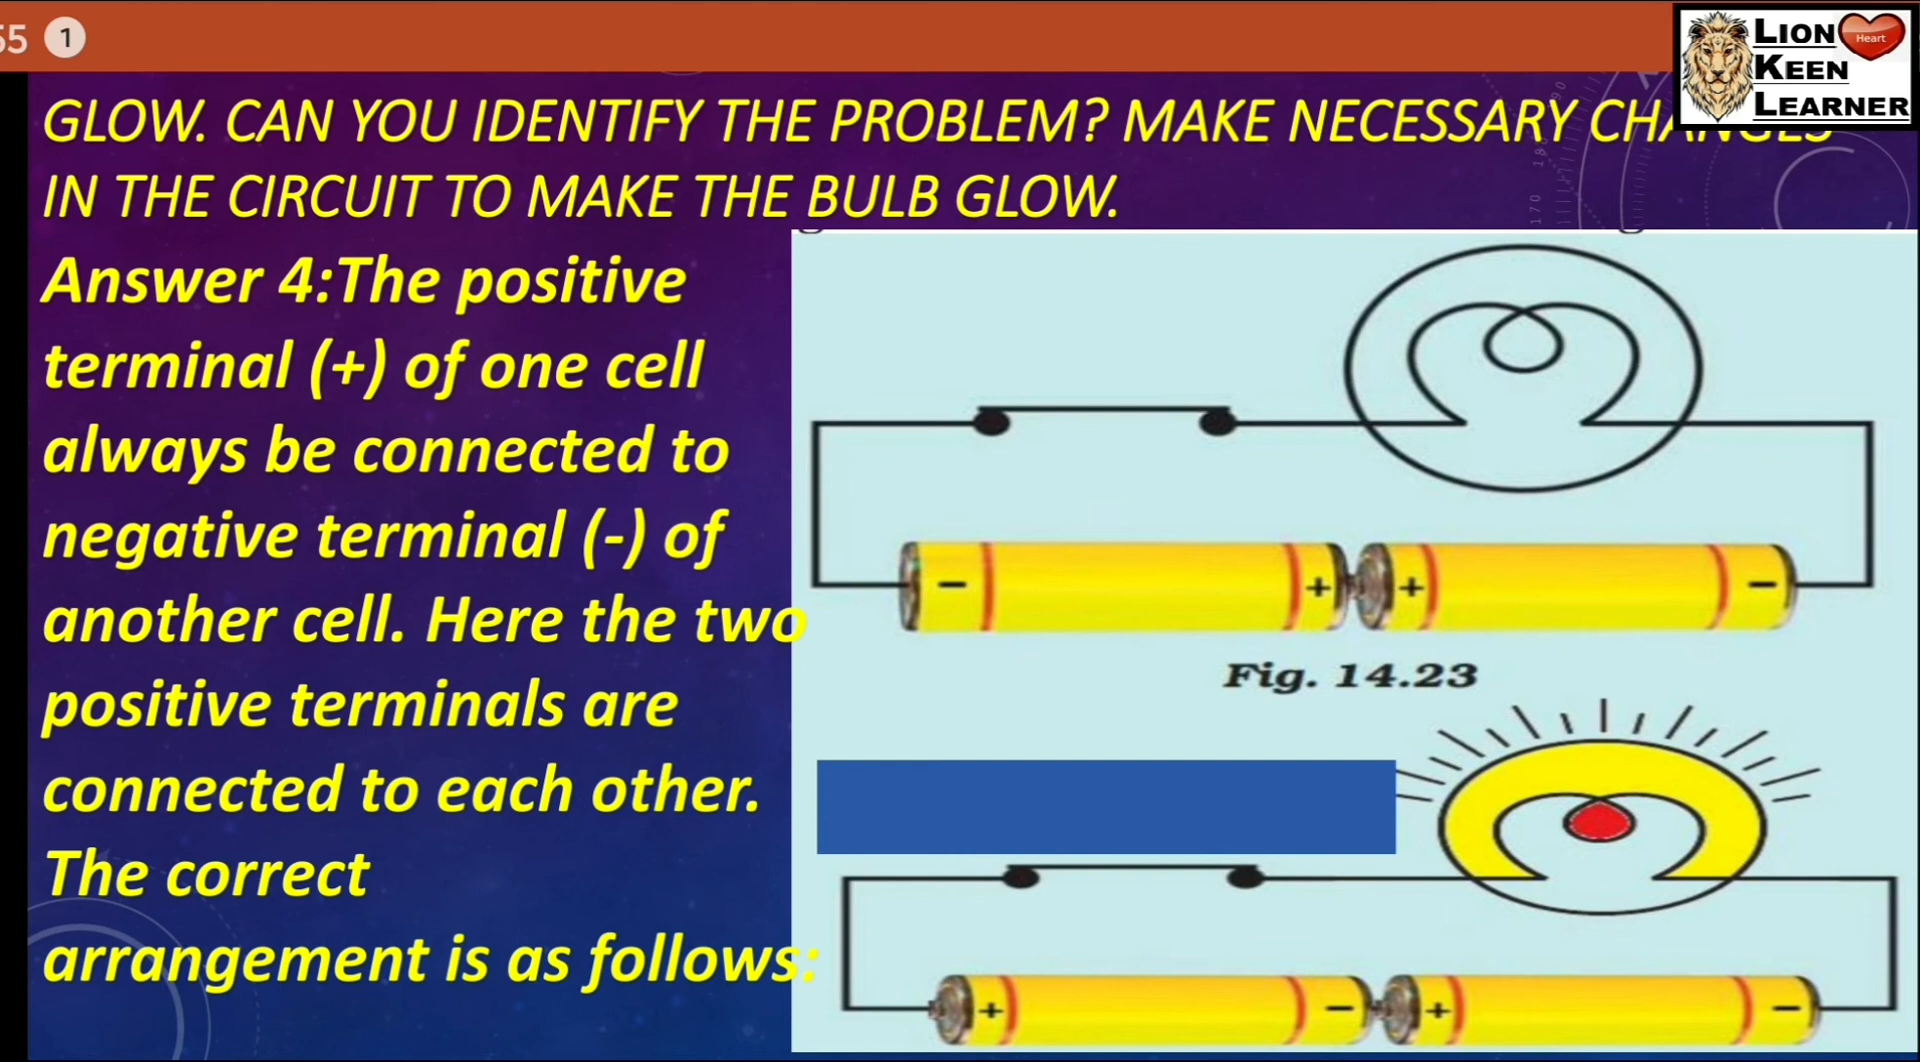 55 1
LION Heart
KEEN
LEARNER
GLOW. CAN YOU IDENTIFY THE PROBLEM? MAKE NECESSARY CHANGES
IN THE CIRCUIT TO MAKE THE BULB GLOW.
Answer 4:The positive
terminal (+) of one cell
always be connected to
negative terminal (-) of
another cell. Here the two
positive terminals are
connected to each other.
The correct
arrangement is as follows:
− + + −
Fig. 14.23
+ − + −